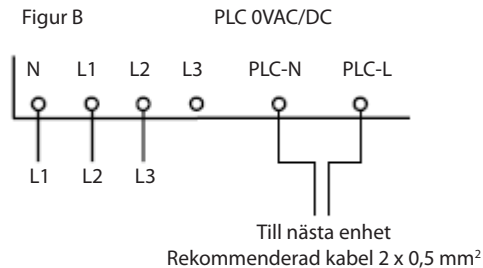 Figur B PLC 0VAC/DC
N L1 L2 L3 PLC-N PLC-L
L1 L2 L3
Till nästa enhet
Rekommenderad kabel 2 x 0,5 mm²